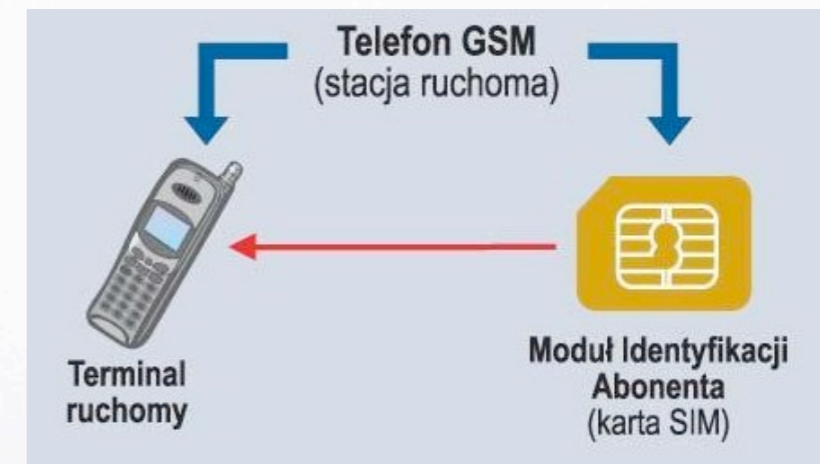 Telefon GSM
(stacja ruchoma)
Terminal
ruchomy
Moduł Identyfikacji
Abonenta
(karta SIM)